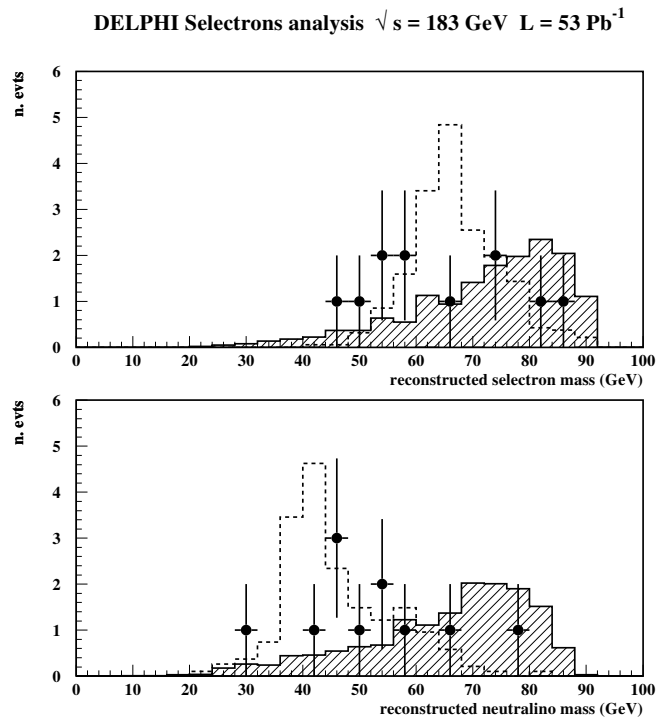 DELPHI Selectrons analysis √ s = 183 GeV L = 53 Pb-1
n. evts
6
5
4
3
2
1
0
0 10 20 30 40 50 60 70 80 90 100
reconstructed selectron mass (GeV)
n. evts
6
5
4
3
2
1
0
0 10 20 30 40 50 60 70 80 90 100
reconstructed neutralino mass (GeV)